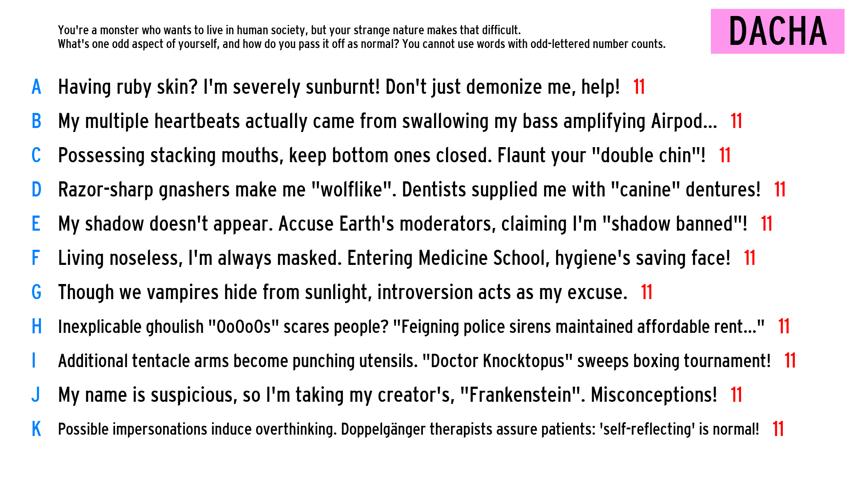 You're a monster who wants to live in human society, but your strange nature makes that difficult.
What's one odd aspect of yourself, and how do you pass it off as normal? You cannot use words with odd-lettered number counts.
DACHA
A Having ruby skin? I'm severely sunburnt! Don't just demonize me, help! 11
B My multiple heartbeats actually came from swallowing my bass amplifying Airpod... 11
C Possessing stacking mouths, keep bottom ones closed. Flaunt your "double chin"! 11
D Razor-sharp gnashers make me "wolflike". Dentists supplied me with "canine" dentures! 11
E My shadow doesn't appear. Accuse Earth's moderators, claiming I'm "shadow banned"! 11
F Living noseless, I'm always masked. Entering Medicine School, hygiene's saving face! 11
G Though we vampires hide from sunlight, introversion acts as my excuse. 11
H Inexplicable ghoulish "OoOoOs" scares people? "Feigning police sirens maintained affordable rent..." 11
I Additional tentacle arms become punching utensils. "Doctor Knocktopus" sweeps boxing tournament! 11
J My name is suspicious, so I'm taking my creator's, "Frankenstein". Misconceptions! 11
K Possible impersonations induce overthinking. Doppelgänger therapists assure patients: 'self-reflecting' is normal! 11